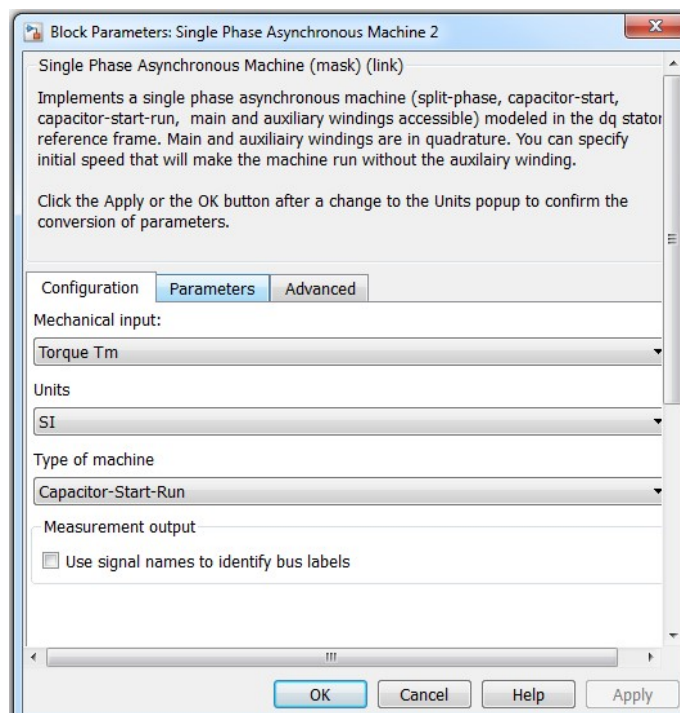 Block Parameters: Single Phase Asynchronous Machine 2
Single Phase Asynchronous Machine (mask) (link)
Implements a single phase asynchronous machine (split-phase, capacitor-start,
capacitor-start-run, main and auxiliary windings accessible) modeled in the dq stator
reference frame. Main and auxiliairy windings are in quadrature. You can specify
initial speed that will make the machine run without the auxilairy winding.
Click the Apply or the OK button after a change to the Units popup to confirm the
conversion of parameters.
Configuration Parameters Advanced
Mechanical input:
Torque Tm
Units
SI
Type of machine
Capacitor-Start-Run
Measurement output
Use signal names to identify bus labels
OK Cancel Help Apply